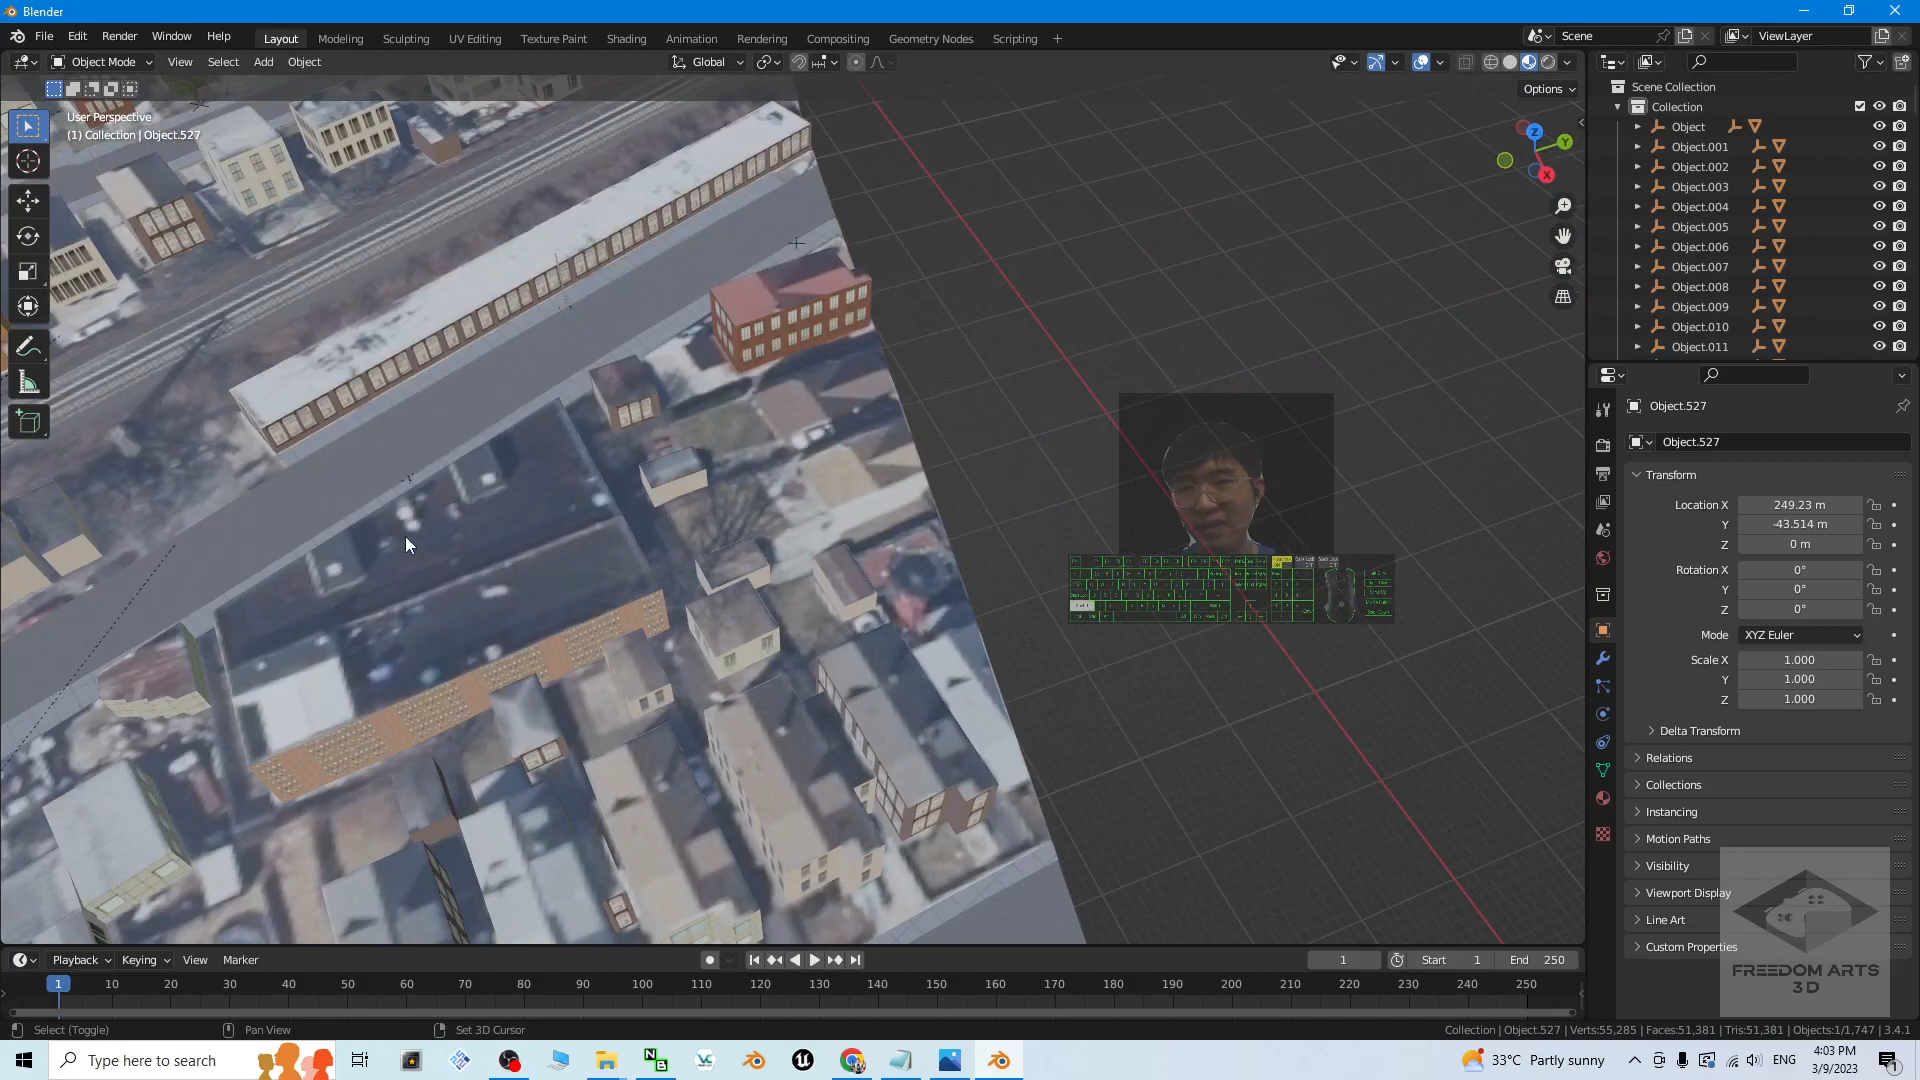 Blender
File Edit Render Window Help Layout Modeling Sculpting UV Editing Texture Paint Shading Animation Rendering Compositing Geometry Nodes Scripting + Scene ViewLayer
Object Mode View Select Add Object Global
Options
User Perspective
(1) Collection | Object.527
Z
Y
X
Scene Collection
Collection
Object
Object.001
Object.002
Object.003
Object.004
Object.005
Object.006
Object.007
Object.008
Object.009
Object.010
Object.011
Object.527
Object.527
Transform
Location X 249.23 m
Y -43.514 m
Z 0 m
Rotation X 0°
Y 0°
Z 0°
Mode XYZ Euler
Scale X 1.000
Y 1.000
Z 1.000
Delta Transform
Relations
Collections
Instancing
Motion Paths
Visibility
Viewport Display
Line Art
Custom Properties
FREEDOM ARTS
3D
Playback Keying View Marker 1 Start 1 End 250
1 10 20 30 40 50 60 70 80 90 100 110 120 130 140 150 160 170 180 190 200 210 220 230 240 250
Select (Toggle) Pan View Set 3D Cursor Collection | Object.527 | Verts:55,285 | Faces:51,381 | Tris:51,381 | Objects:1/1,747 | 3.4.1
Type here to search 33°C Partly sunny ENG
4:03 PM
3/9/2023
1